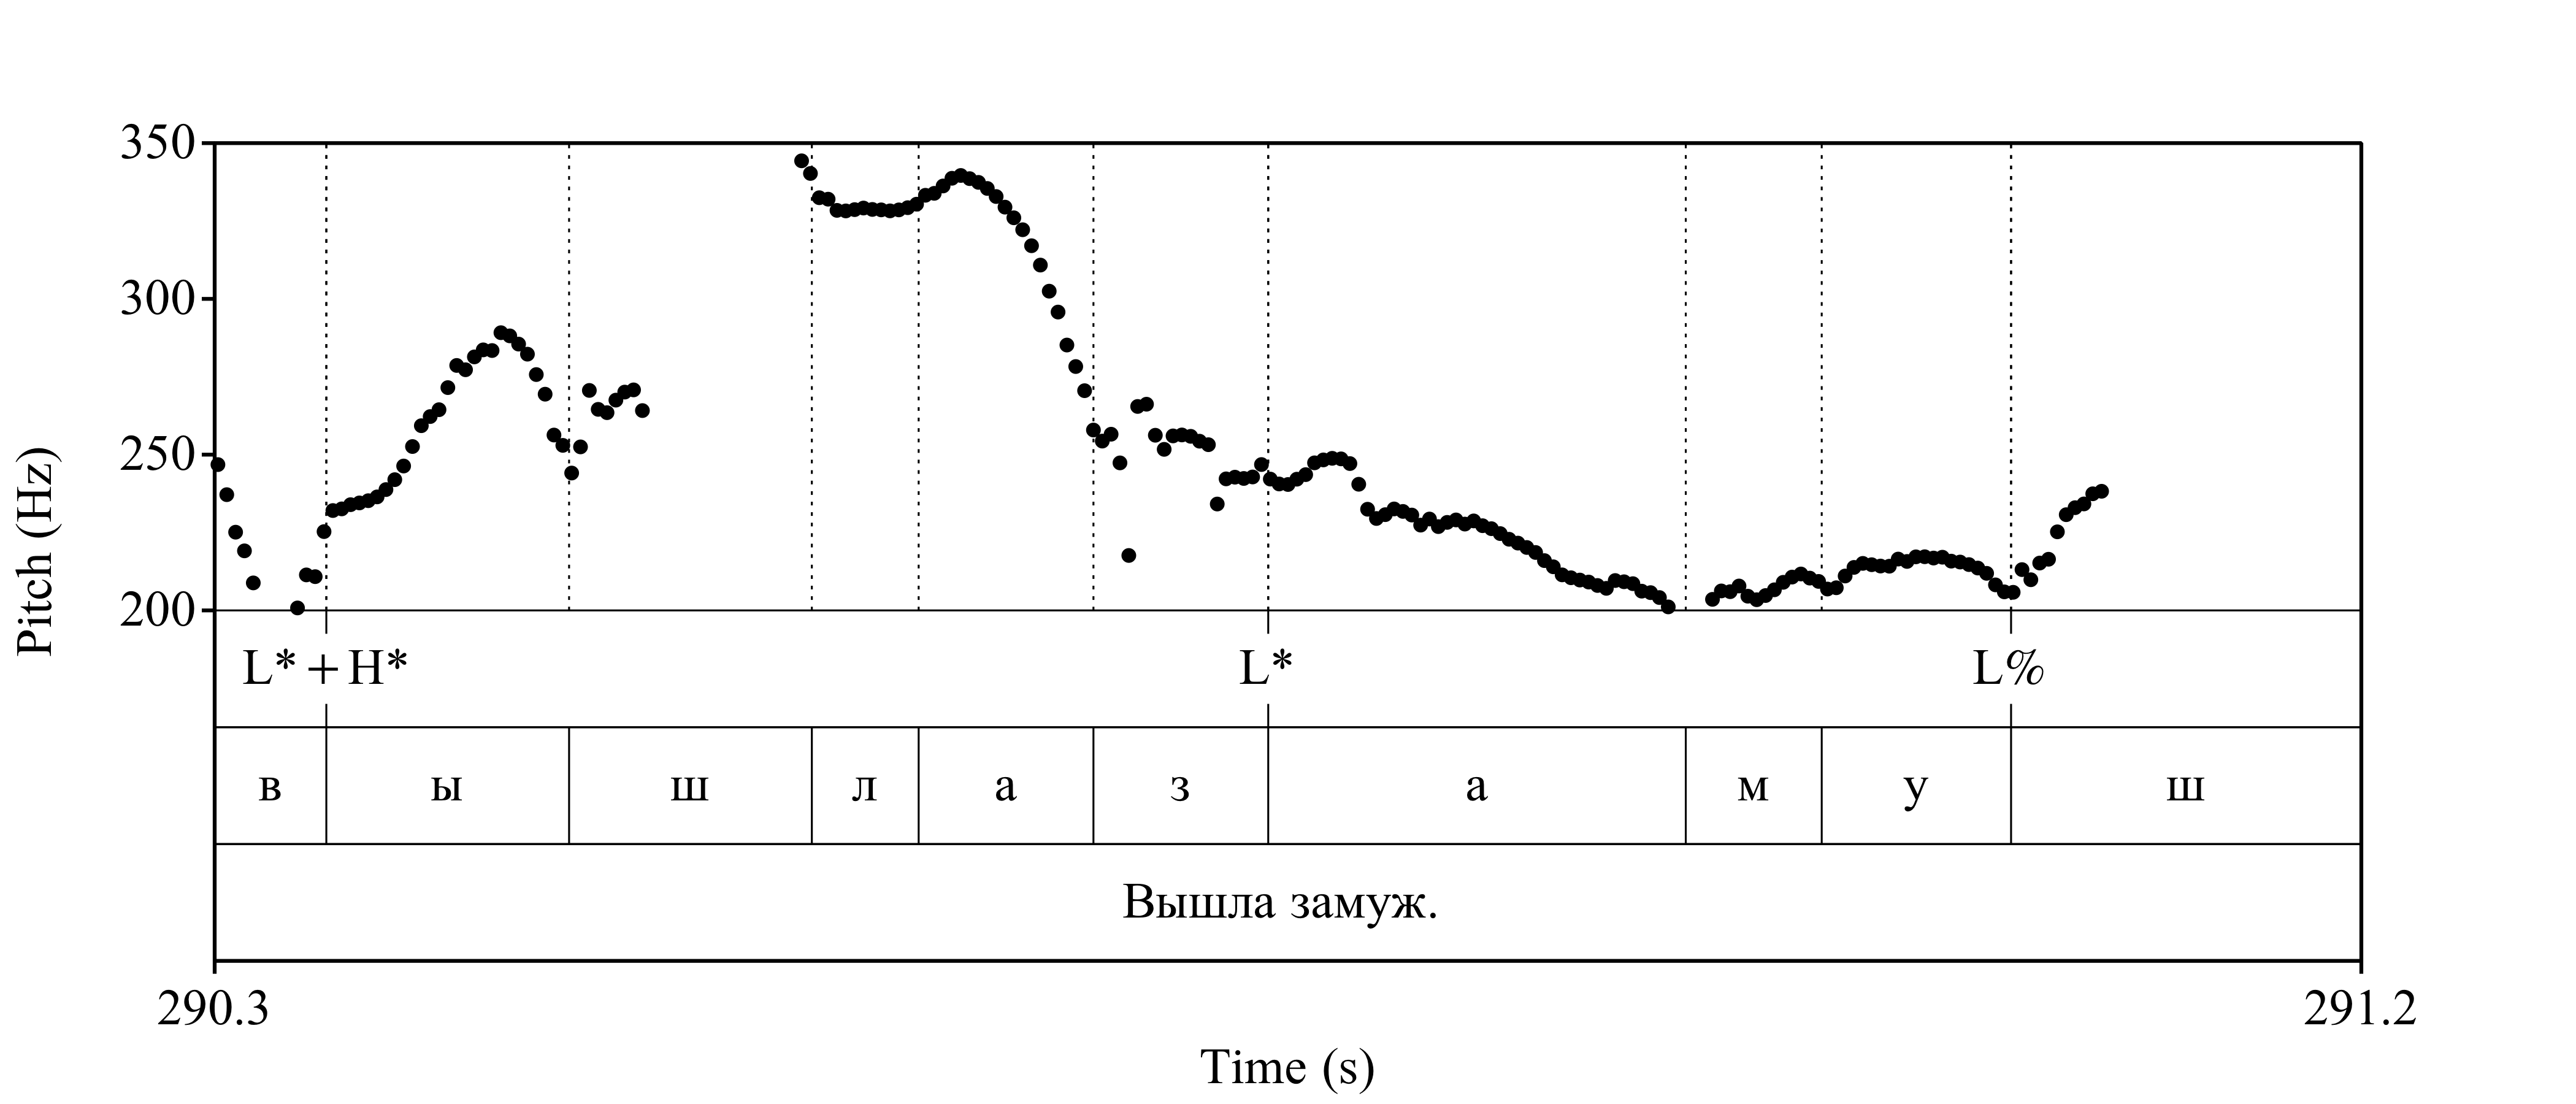 350
300
250
200
Pitch (Hz)
L*+H* L* L%
в ы ш л а з а м у ш
Вышла замуж.
290.3 291.2
Time (s)